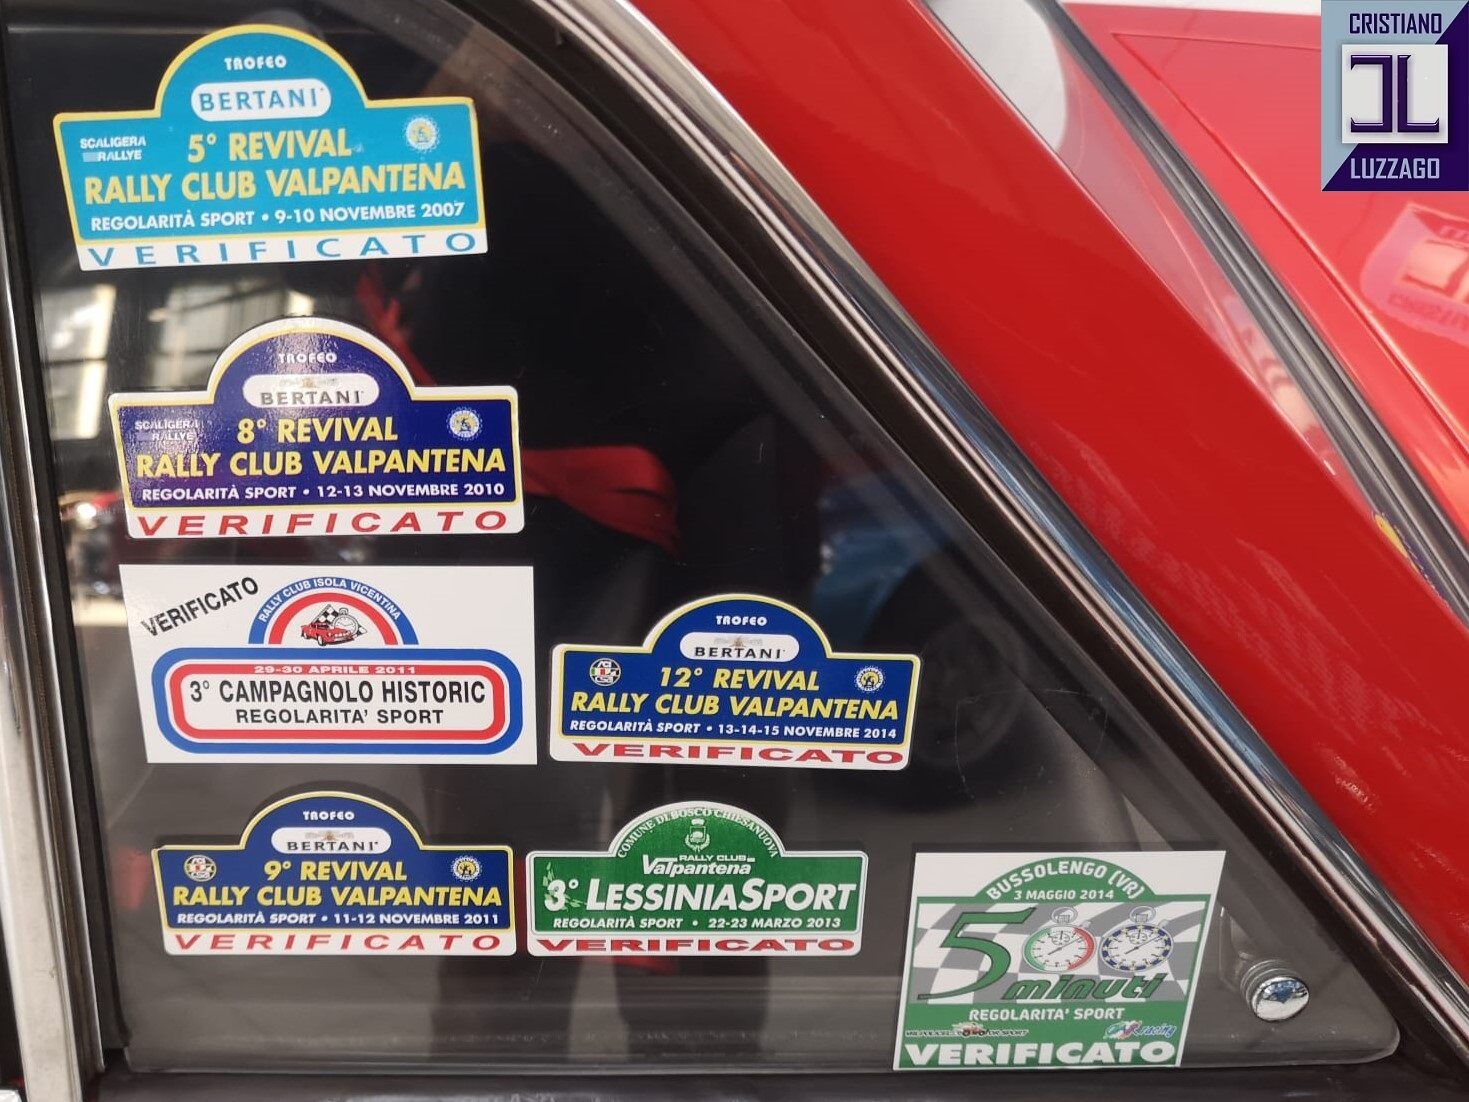 CRISTIANO
LUZZAGO
TROFEO
BERTANI
SCALIGERA
RALLYE
5° REVIVAL
RALLY CLUB VALPANTENA
REGOLARITÀ SPORT • 9-10 NOVEMBRE 2007
VERIFICATO
TROFEO
BERTANI
SCALIGERA
RALLYE
8° REVIVAL
RALLY CLUB VALPANTENA
REGOLARITÀ SPORT • 12-13 NOVEMBRE 2010
VERIFICATO
VERIFICATO
RALLY CLUB ISOLA VICENTINA
29-30 APRILE 2011
3° CAMPAGNOLO HISTORIC
REGOLARITA' SPORT
TROFEO
BERTANI
12° REVIVAL
RALLY CLUB VALPANTENA
REGOLARITÀ SPORT • 13-14-15 NOVEMBRE 2014
VERIFICATO
TROFEO
BERTANI
9° REVIVAL
RALLY CLUB VALPANTENA
REGOLARITÀ SPORT • 11-12 NOVEMBRE 2011
VERIFICATO
COMUNE DI BOSCO CHIESANUOVA
RALLY CLUB
Valpantena
3° LESSINIASPORT
REGOLARITÀ SPORT • 22-23 MARZO 2013
VERIFICATO
BUSSOLENGO (VR)
3 MAGGIO 2014
5
minuti
REGOLARITA' SPORT
racing
VERIFICATO